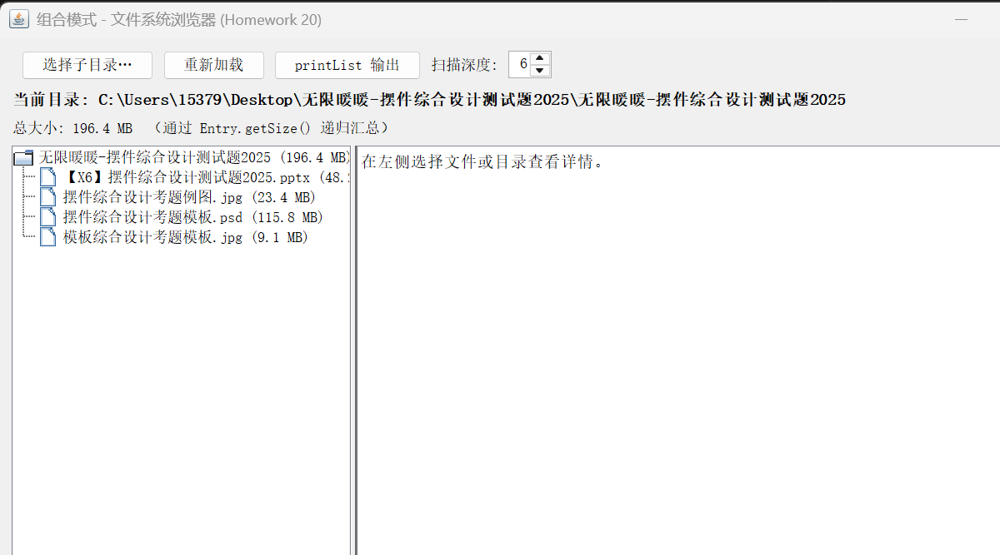 组合模式 - 文件系统浏览器 (Homework 20)
选择子目录… 重新加载 printList 输出 扫描深度: 6
当前目录: C:\Users\15379\Desktop\无限暖暖-摆件综合设计测试题2025\无限暖暖-摆件综合设计测试题2025
总大小: 196.4 MB （通过 Entry.getSize() 递归汇总）
无限暖暖-摆件综合设计测试题2025 (196.4 MB)
【X6】摆件综合设计测试题2025.pptx (48.
摆件综合设计考题例图.jpg (23.4 MB)
摆件综合设计考题模板.psd (115.8 MB)
模板综合设计考题模板.jpg (9.1 MB)
在左侧选择文件或目录查看详情。